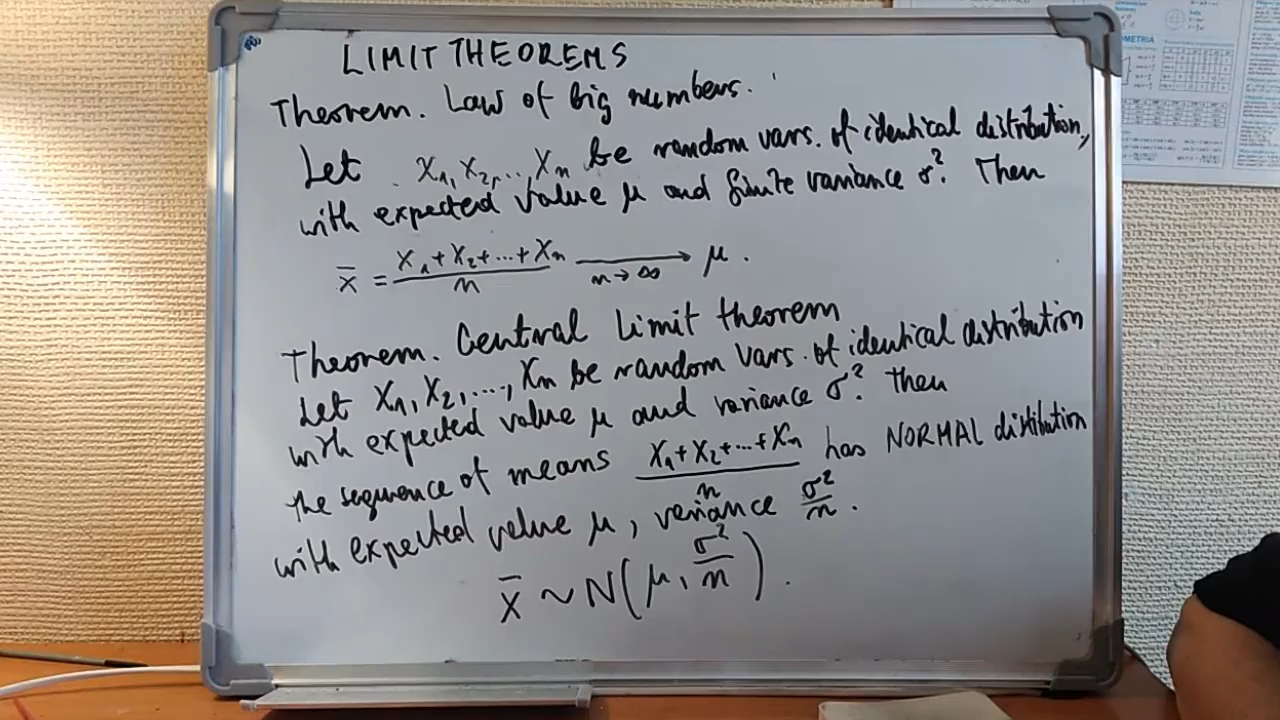 LIMIT THEOREMS
Theorem. Law of big numbers.
Let X₁, X₂, ..., Xₙ be random vars. of identical distribution,
with expected value μ and finite variance σ². Then
x̄ = (X₁ + X₂ + ... + Xₙ)/n → μ.
n → ∞
Theorem. Central Limit theorem
Let X₁, X₂, ..., Xₙ be random vars. of identical distribution
with expected value μ and variance σ². Then
the sequence of means (X₁ + X₂ + ... + Xₙ)/n has NORMAL distibution
with expected value μ, variance σ²/n.
x̄ ~ N(μ, σ²/n).
OMETRIA